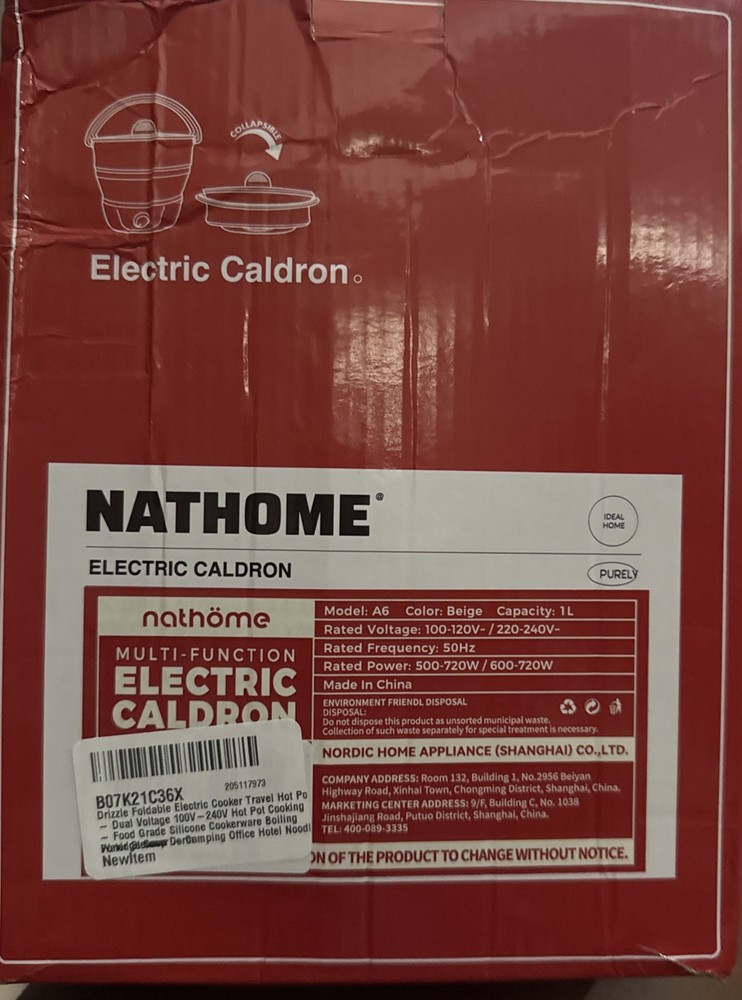 COLLAPSIBLE
Electric Caldron
NATHOME®
IDEAL
HOME
ELECTRIC CALDRON
PURELY
nathöme
MULTI-FUNCTION
ELECTRIC
CALDRON
Model: A6 Color: Beige Capacity: 1L
Rated Voltage: 100-120V~ / 220-240V~
Rated Frequency: 50Hz
Rated Power: 500-720W / 600-720W
Made In China
ENVIRONMENT FRIENDL DISPOSAL
DISPOSAL:
Do not dispose this product as unsorted municipal waste.
Collection of such waste separately for special treatment is necessary.
NORDIC HOME APPLIANCE (SHANGHAI) CO.,LTD.
COMPANY ADDRESS: Room 132, Building 1, No.2956 Beiyan
Highway Road, Xinhai Town, Chongming District, Shanghai, China.
MARKETING CENTER ADDRESS: 9/F, Building C, No. 1038
Jinshajiang Road, Putuo District, Shanghai, China.
TEL: 400-089-3335
ON OF THE PRODUCT TO CHANGE WITHOUT NOTICE.
B07K21C36X 205117973
Drizzle Foldable Electric Cooker Travel Hot Po
- Dual Voltage 100V-240V Hot Pot Cooking
- Food Grade Silicone Cookerware Boiling
Camping Office Hotel Noodl
NewItem